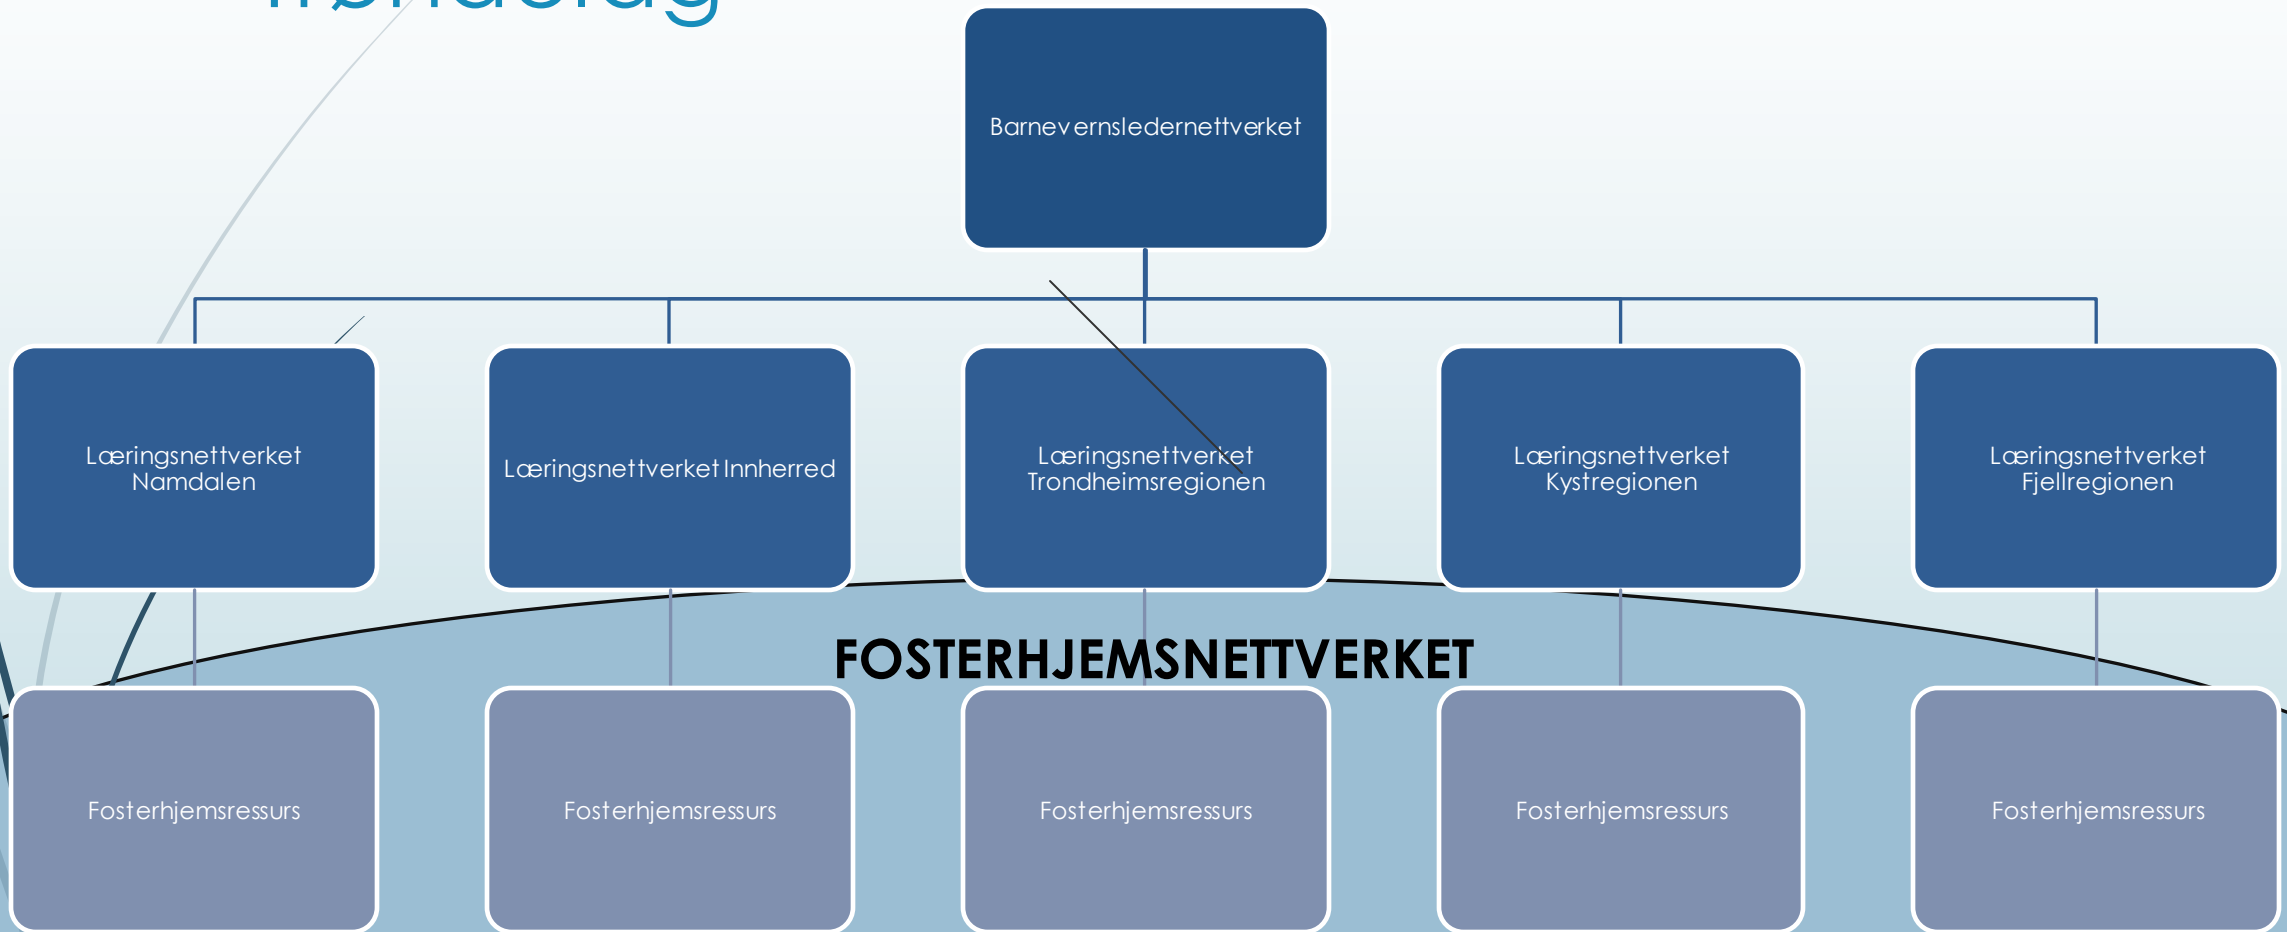 Barnevernsledernettverket
Læringsnettverket
Namdalen
Læringsnettverket Innherred
Læringsnettverket
Trondheimsregionen
Læringsnettverket
Kystregionen
Læringsnettverket
Fjellregionen
FOSTERHJEMSNETTVERKET
Fosterhjemsressurs
Fosterhjemsressurs
Fosterhjemsressurs
Fosterhjemsressurs
Fosterhjemsressurs